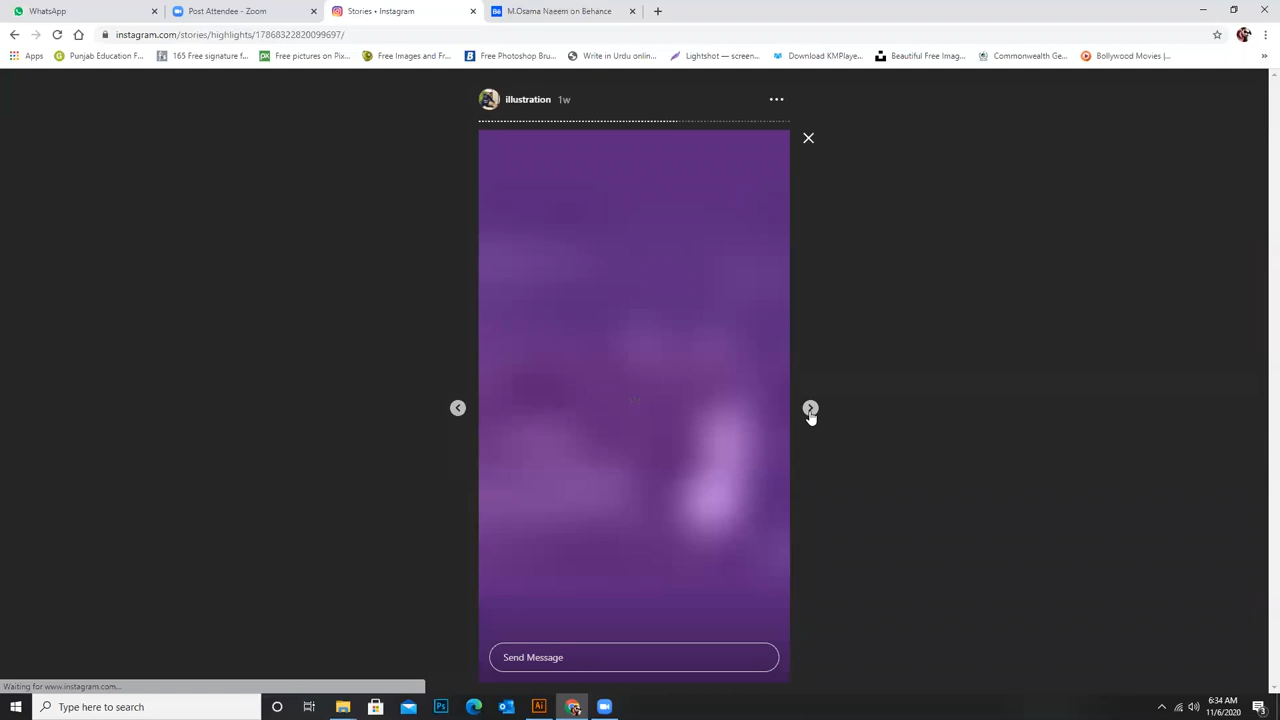 WhatsApp
Post Attendee - Zoom
Stories • Instagram
M.Osama Naeem on Behance
instagram.com/stories/highlights/17868322820099697/
Apps
Punjab Education F...
165 Free signature f...
Free pictures on Pix...
Free Images and Fr...
Free Photoshop Bru...
Write in Urdu onlin...
Lightshot — screen...
Download KMPlaye...
Beautiful Free Imag...
Commonwealth Ge...
Bollywood Movies |...
illustration 1w
Send Message
Waiting for www.instagram.com...
Type here to search
6:34 AM
11/6/2020